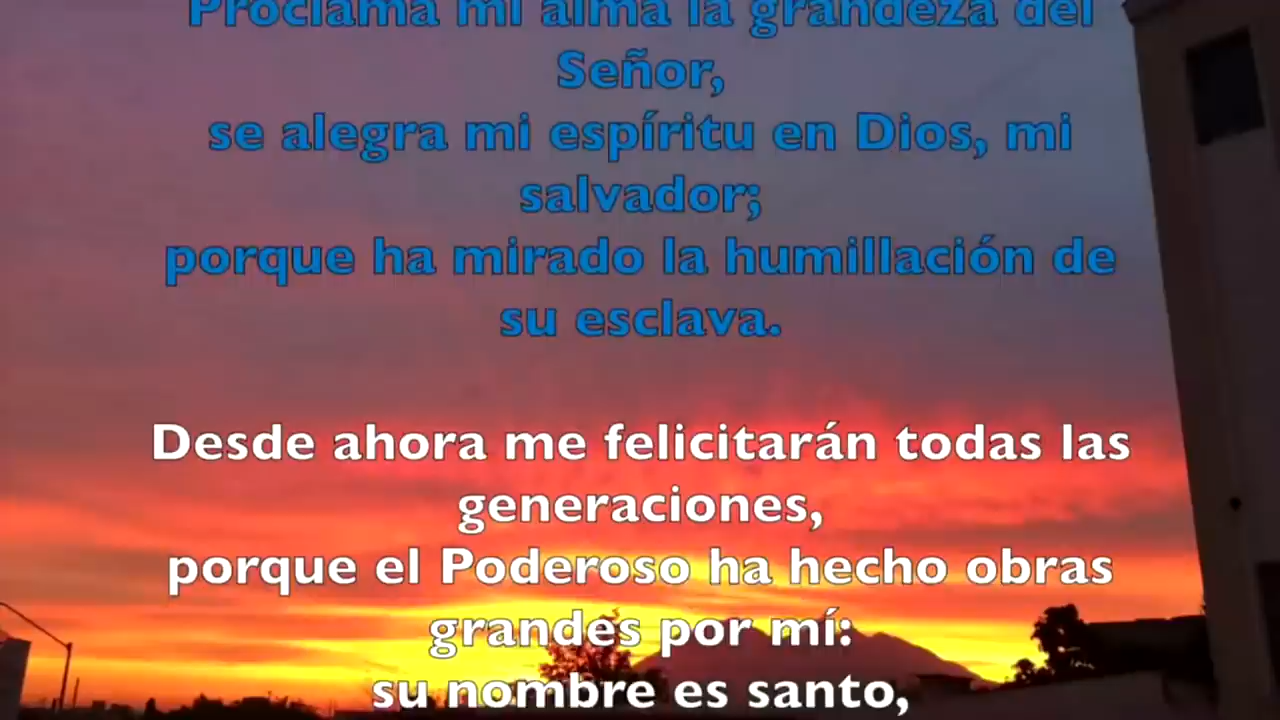 Proclama mi alma la grandeza del
Señor,
se alegra mi espíritu en Dios, mi
salvador;
porque ha mirado la humillación de
su esclava.
Desde ahora me felicitarán todas las
generaciones,
porque el Poderoso ha hecho obras
grandes por mí:
su nombre es santo,